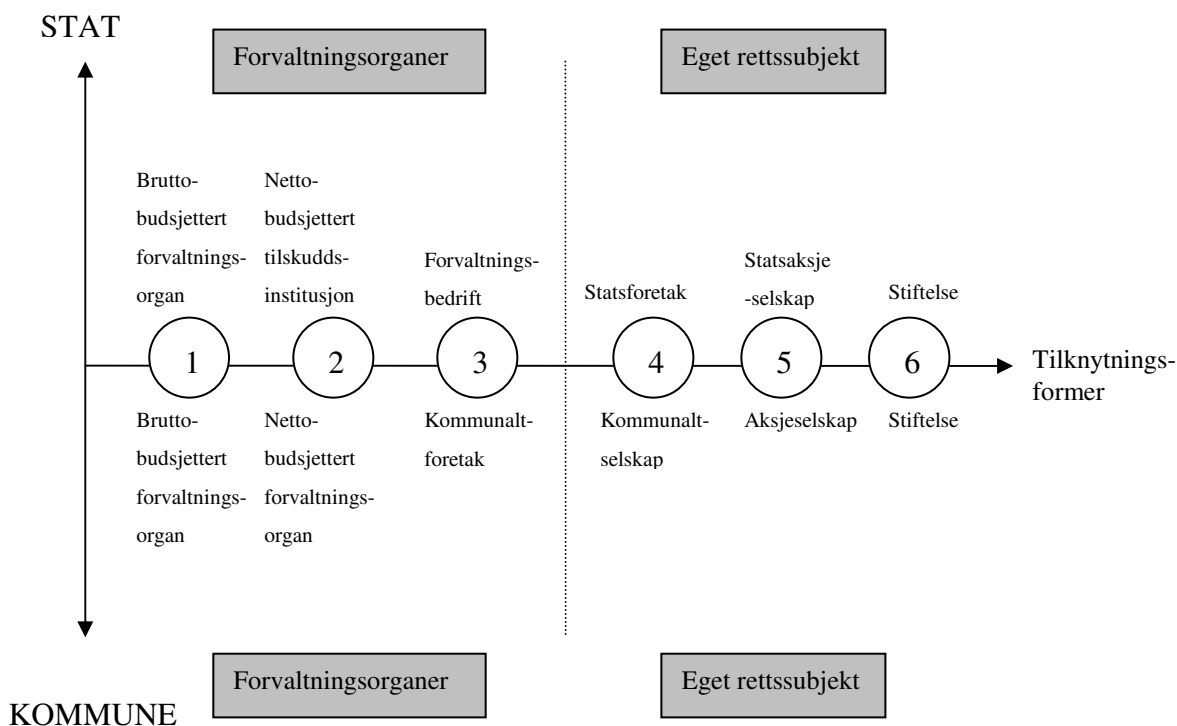 STAT
Forvaltningsorganer
Eget rettssubjekt
Brutto-
budsjettert
forvaltnings-
organ
Netto-
budsjettert
tilskudds-
institusjon
Forvaltnings-
bedrift
Statsforetak
Statsaksje
-selskap
Stiftelse
1
2
3
4
5
6
Tilknytnings-
former
Brutto-
budsjettert
forvaltnings-
organ
Netto-
budsjettert
forvaltnings-
organ
Kommunalt-
foretak
Kommunalt-
selskap
Aksjeselskap
Stiftelse
Forvaltningsorganer
Eget rettssubjekt
KOMMUNE